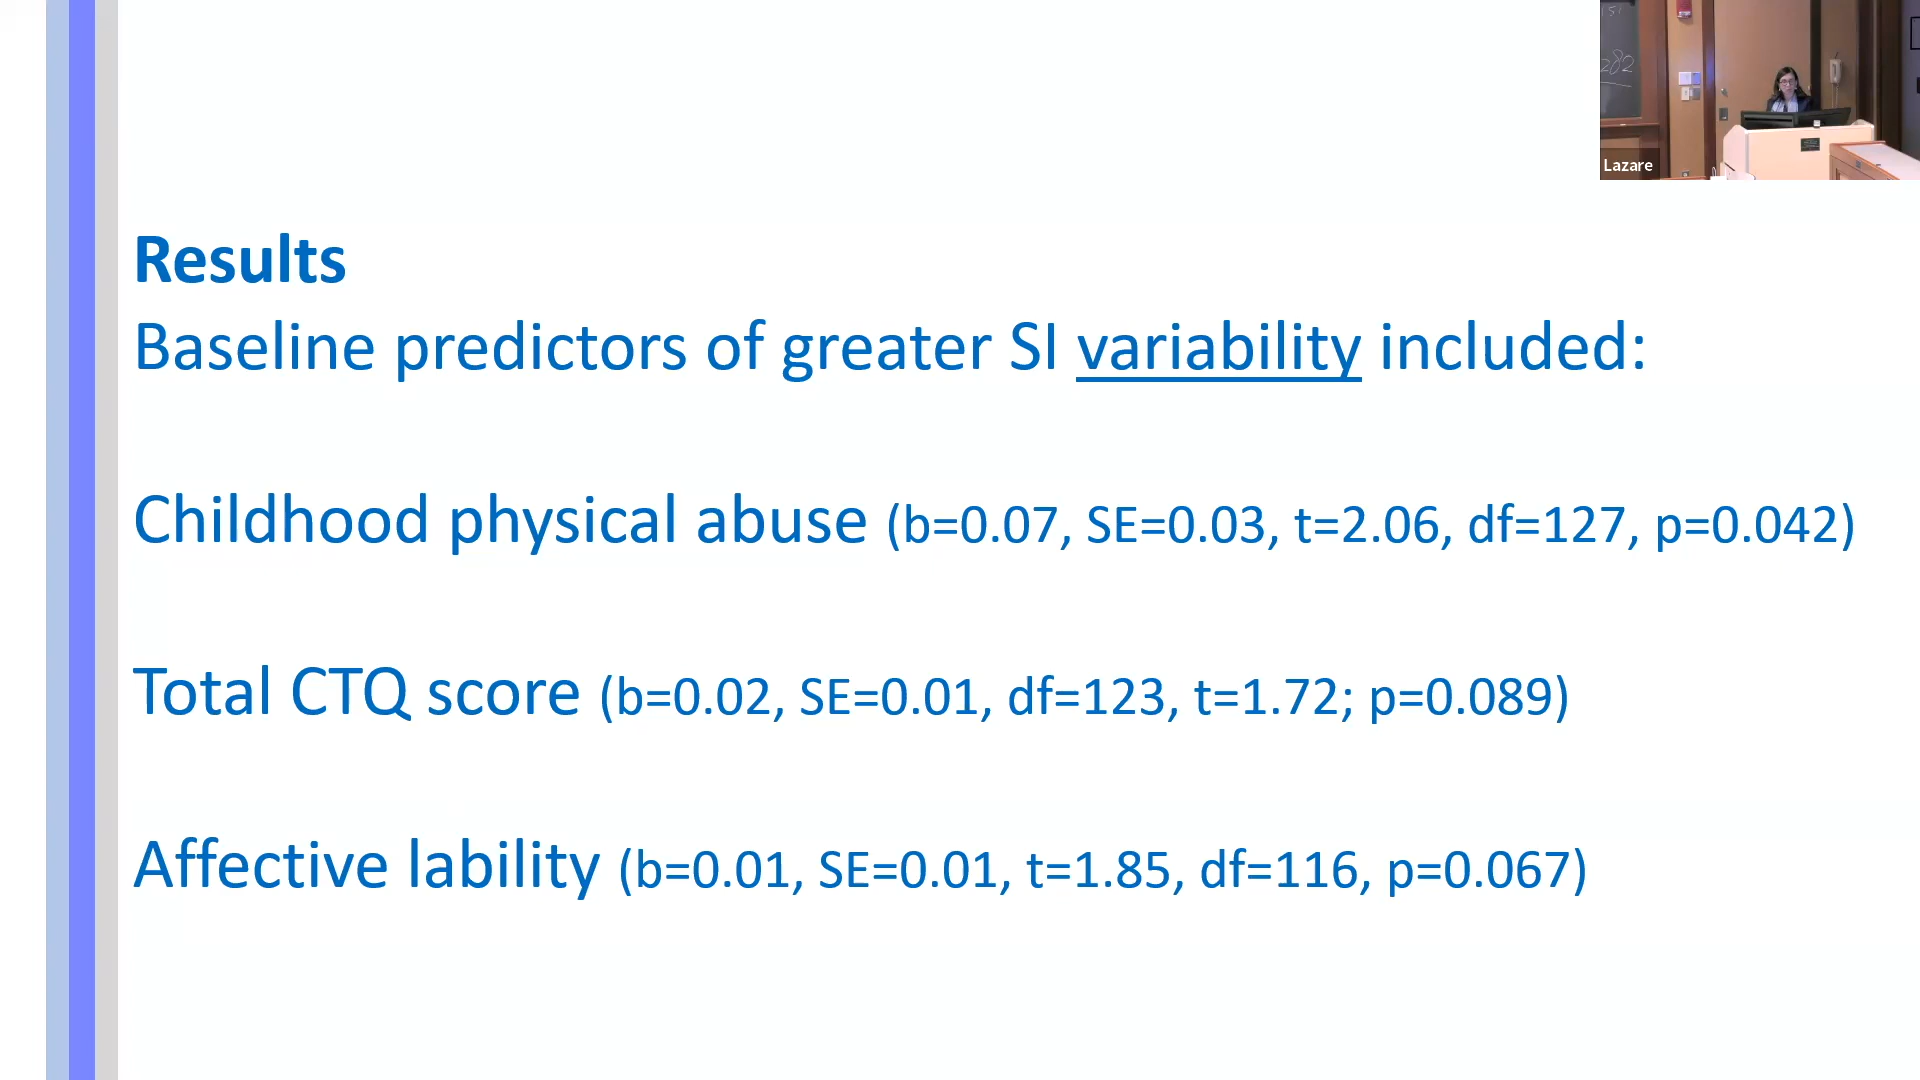 282
Lazare
Results
Baseline predictors of greater SI variability included:
Childhood physical abuse (b=0.07, SE=0.03, t=2.06, df=127, p=0.042)
Total CTQ score (b=0.02, SE=0.01, df=123, t=1.72; p=0.089)
Affective lability (b=0.01, SE=0.01, t=1.85, df=116, p=0.067)